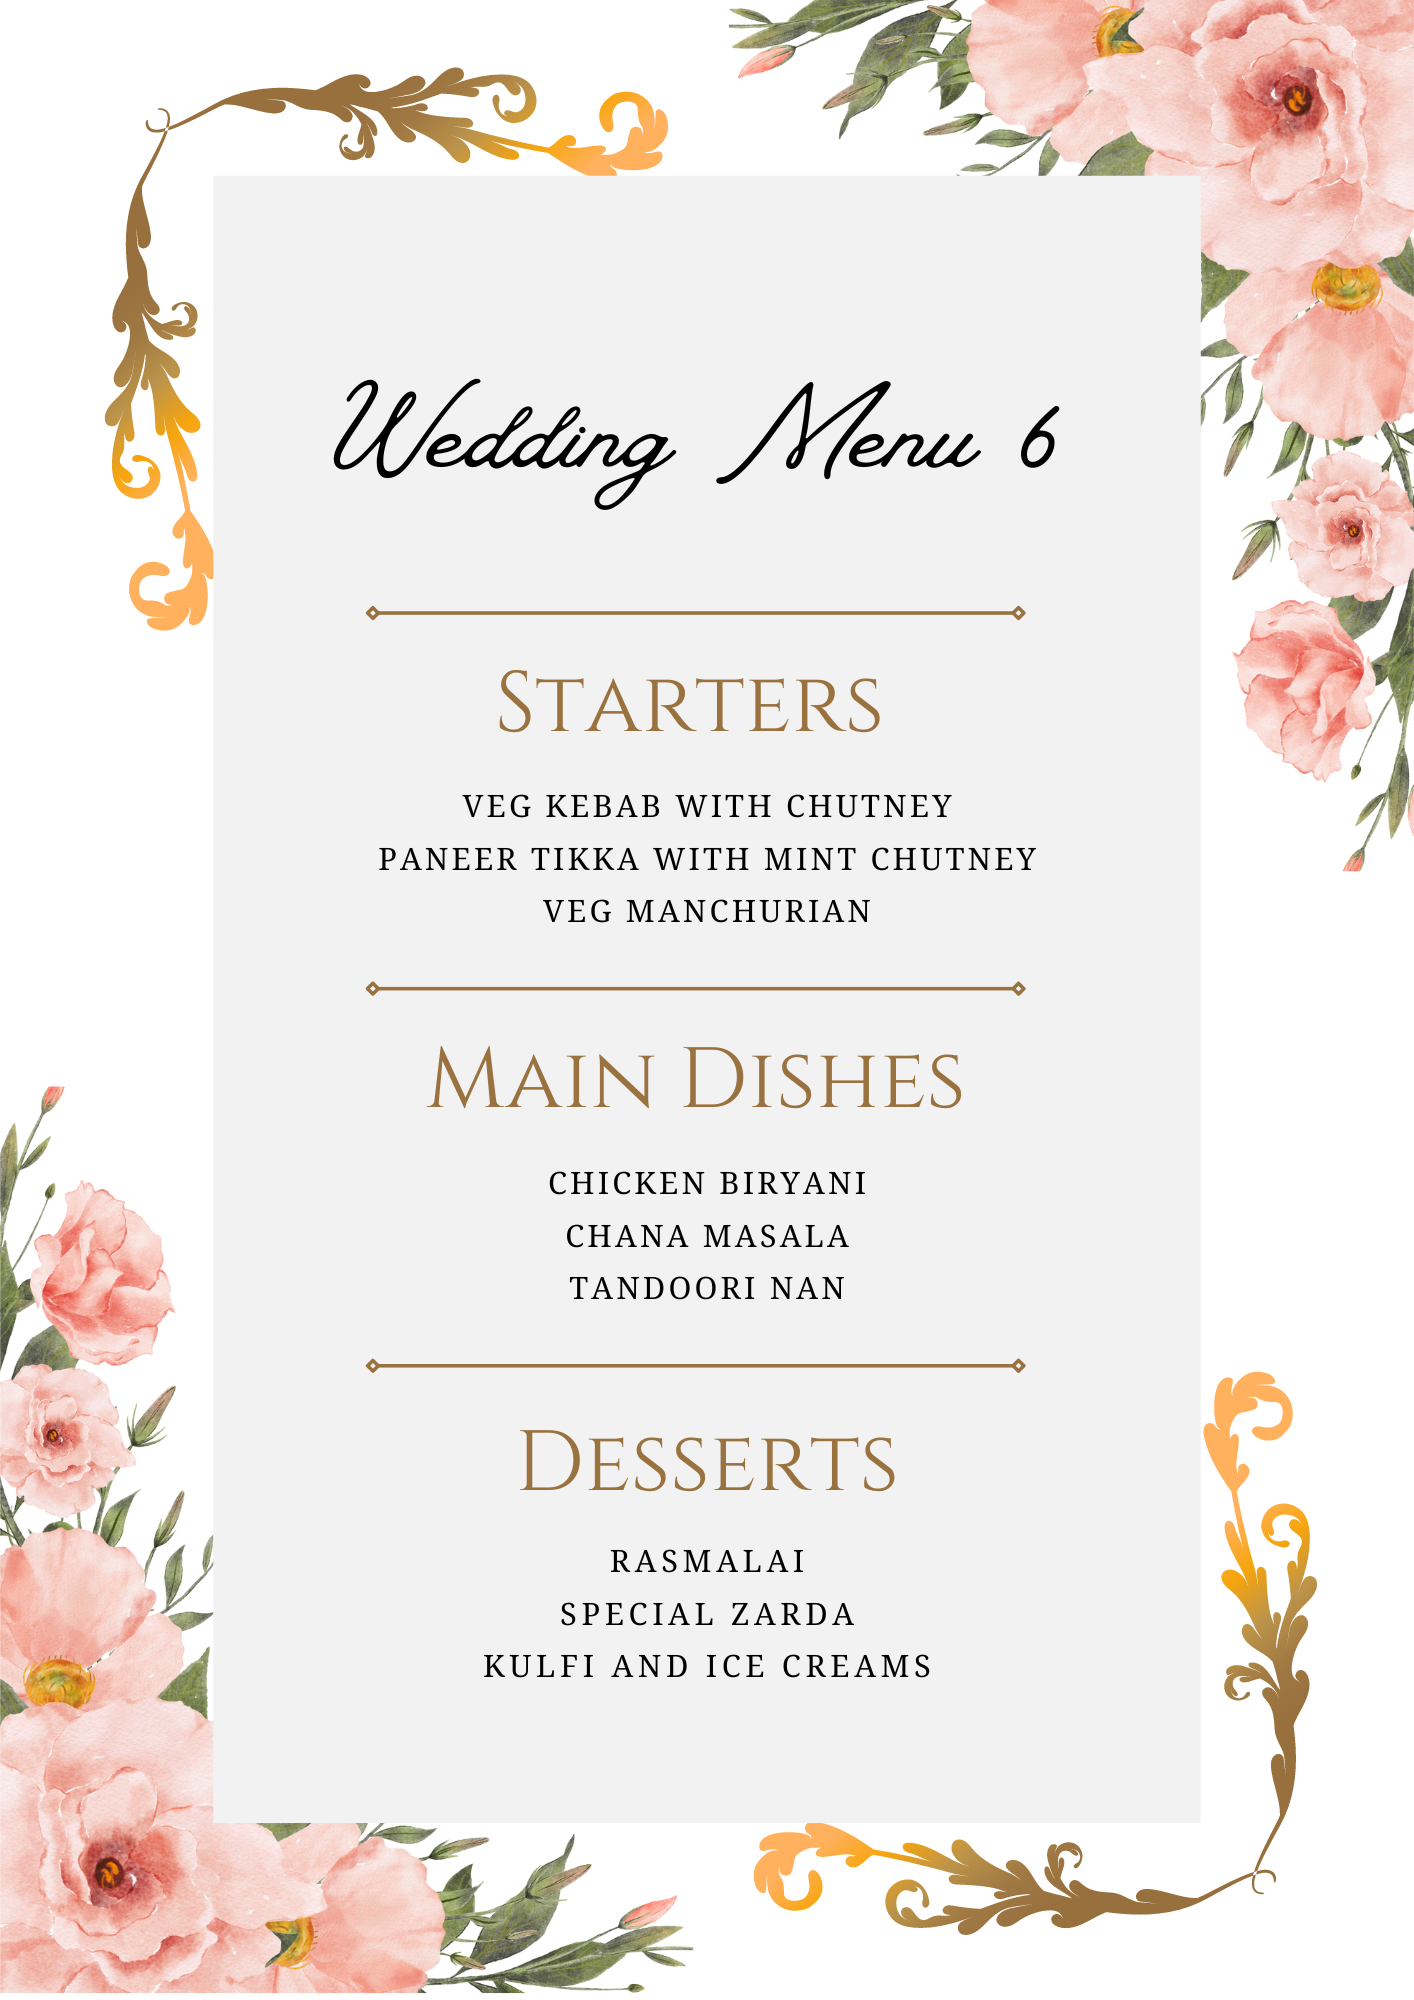 Wedding Menu 6
STARTERS
VEG KEBAB WITH CHUTNEY
PANEER TIKKA WITH MINT CHUTNEY
VEG MANCHURIAN
MAIN DISHES
CHICKEN BIRYANI
CHANA MASALA
TANDOORI NAN
DESSERTS
RASMALAI
SPECIAL ZARDA
KULFI AND ICE CREAMS